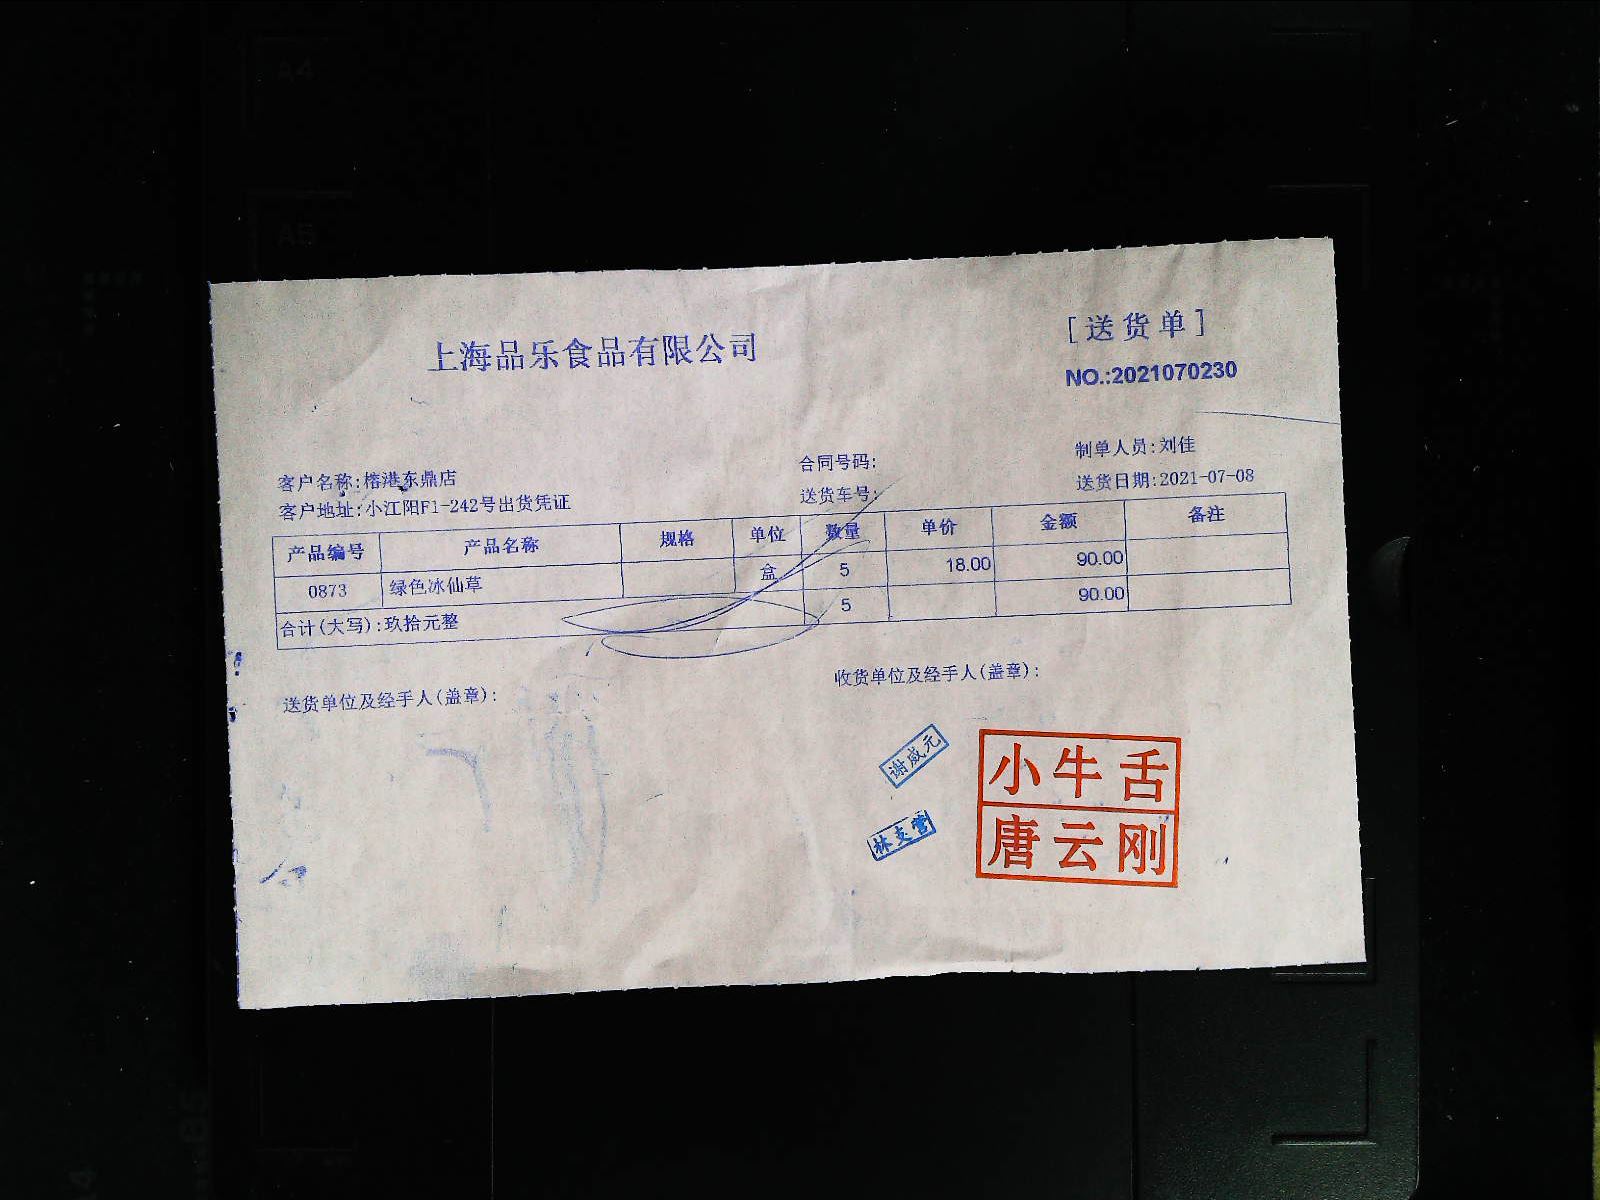 A4
A5
上海品乐食品有限公司
[送货单]
NO.:2021070230
客户名称:榕港东鼎店
合同号码:
制单人员:刘佳
客户地址:小江阳F1-242号出货凭证
送货车号:
送货日期:2021-07-08
产品编号 产品名称 规格 单位 数量 单价 金额 备注
0873 绿色冰仙草 盒 5 18.00 90.00
合计(大写):玖拾元整 5 90.00
送货单位及经手人(盖章):
收货单位及经手人(盖章):
谢威元
林支营
小牛舌
唐云刚